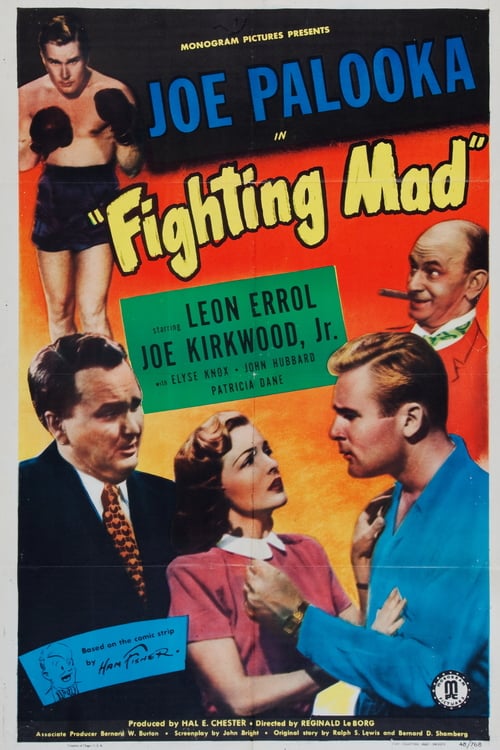 MONOGRAM PICTURES PRESENTS
JOE PALOOKA
IN
"Fighting Mad"
starring LEON ERROL
JOE KIRKWOOD, Jr.
with ELYSE KNOX · JOHN HUBBARD
PATRICIA DANE
Based on the comic strip
by HAM FISHER.
Produced by HAL E. CHESTER • Directed by REGINALD LeBORG
Associate Producer Bernard W. Burton • Screenplay by John Bright • Original story by Ralph S. Lewis and Bernard D. Shamberg
48/768